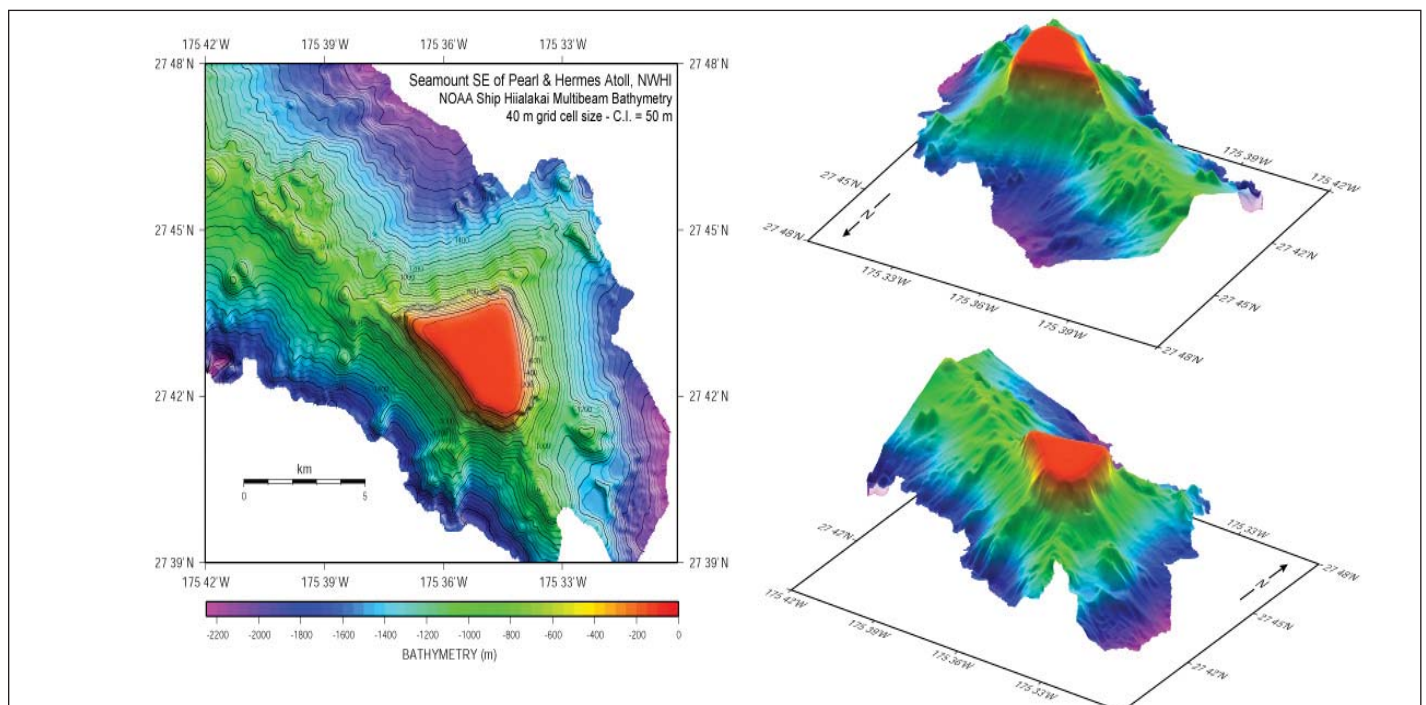 175 42'W 175 39'W 175 36'W 175 33'W
27 48' N
27 48' N
Seamount SE of Pearl & Hermes Atoll, NWHI
NOAA Ship Hiialakai Multibeam Bathymetry
40 m grid cell size - C.I. = 50 m
27 45' N
27 45' N
27 42' N
27 42' N
km
0 5
27 39' N
27 39' N
175 42'W 175 39'W 175 36'W 175 33'W
-2200 -2000 -1800 -1600 -1400 -1200 -1000 -800 -600 -400 -200 0
BATHYMETRY (m)
175 39'W
175 42'W
27 45'N
N
27 42'N
27 48'N
175 33'W
27 45'N
175 36'W
175 39'W
27 48'N
175 33'W
27 42'N
27 48'N
N
175 42'W
27 45'N
175 39'W
175 36'W
27 42'N
175 33'W